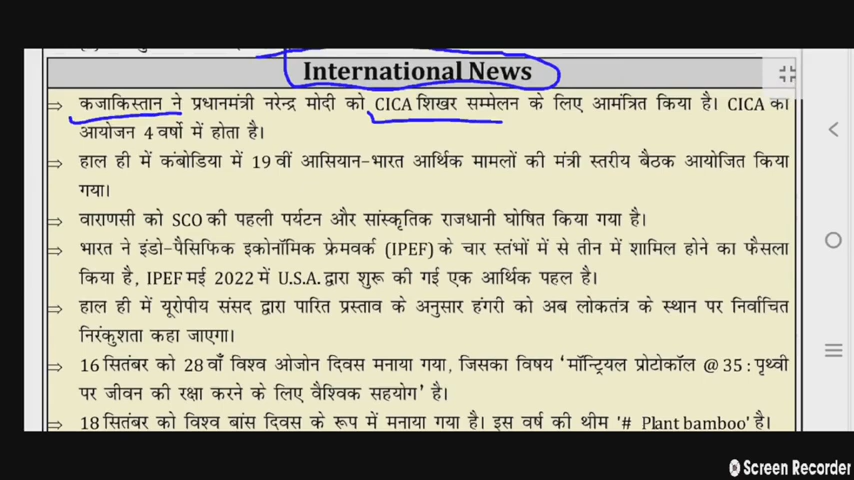 International News
⇒ कजाकिस्तान ने प्रधानमंत्री नरेन्द्र मोदी को CICA शिखर सम्मेलन के लिए आमंत्रित किया है। CICA का
आयोजन 4 वर्षो में होता है।
⇒ हाल ही में कंबोडिया में 19 वीं आसियान-भारत आर्थिक मामलों की मंत्री स्तरीय बैठक आयोजित किया
गया।
⇒ वाराणसी को SCO की पहली पर्यटन और सांस्कृतिक राजधानी घोषित किया गया है।
⇒ भारत ने इंडो-पैसिफिक इकोनॉमिक फ्रेमवर्क (IPEF) के चार स्तंभों में से तीन में शामिल होने का फैसला
किया है, IPEF मई 2022 में U.S.A. द्वारा शुरू की गई एक आर्थिक पहल है।
⇒ हाल ही में यूरोपीय संसद द्वारा पारित प्रस्ताव के अनुसार हंगरी को अब लोकतंत्र के स्थान पर निर्वाचित
निरंकुशता कहा जाएगा।
⇒ 16 सितंबर को 28 वाँ विश्व ओजोन दिवस मनाया गया, जिसका विषय 'मॉन्ट्रियल प्रोटोकॉल @ 35 : पृथ्वी
पर जीवन की रक्षा करने के लिए वैश्विक सहयोग' है।
⇒ 18 सितंबर को विश्व बांस दिवस के रूप में मनाया गया है। इस वर्ष की थीम '# Plant bamboo' है।
Screen Recorder